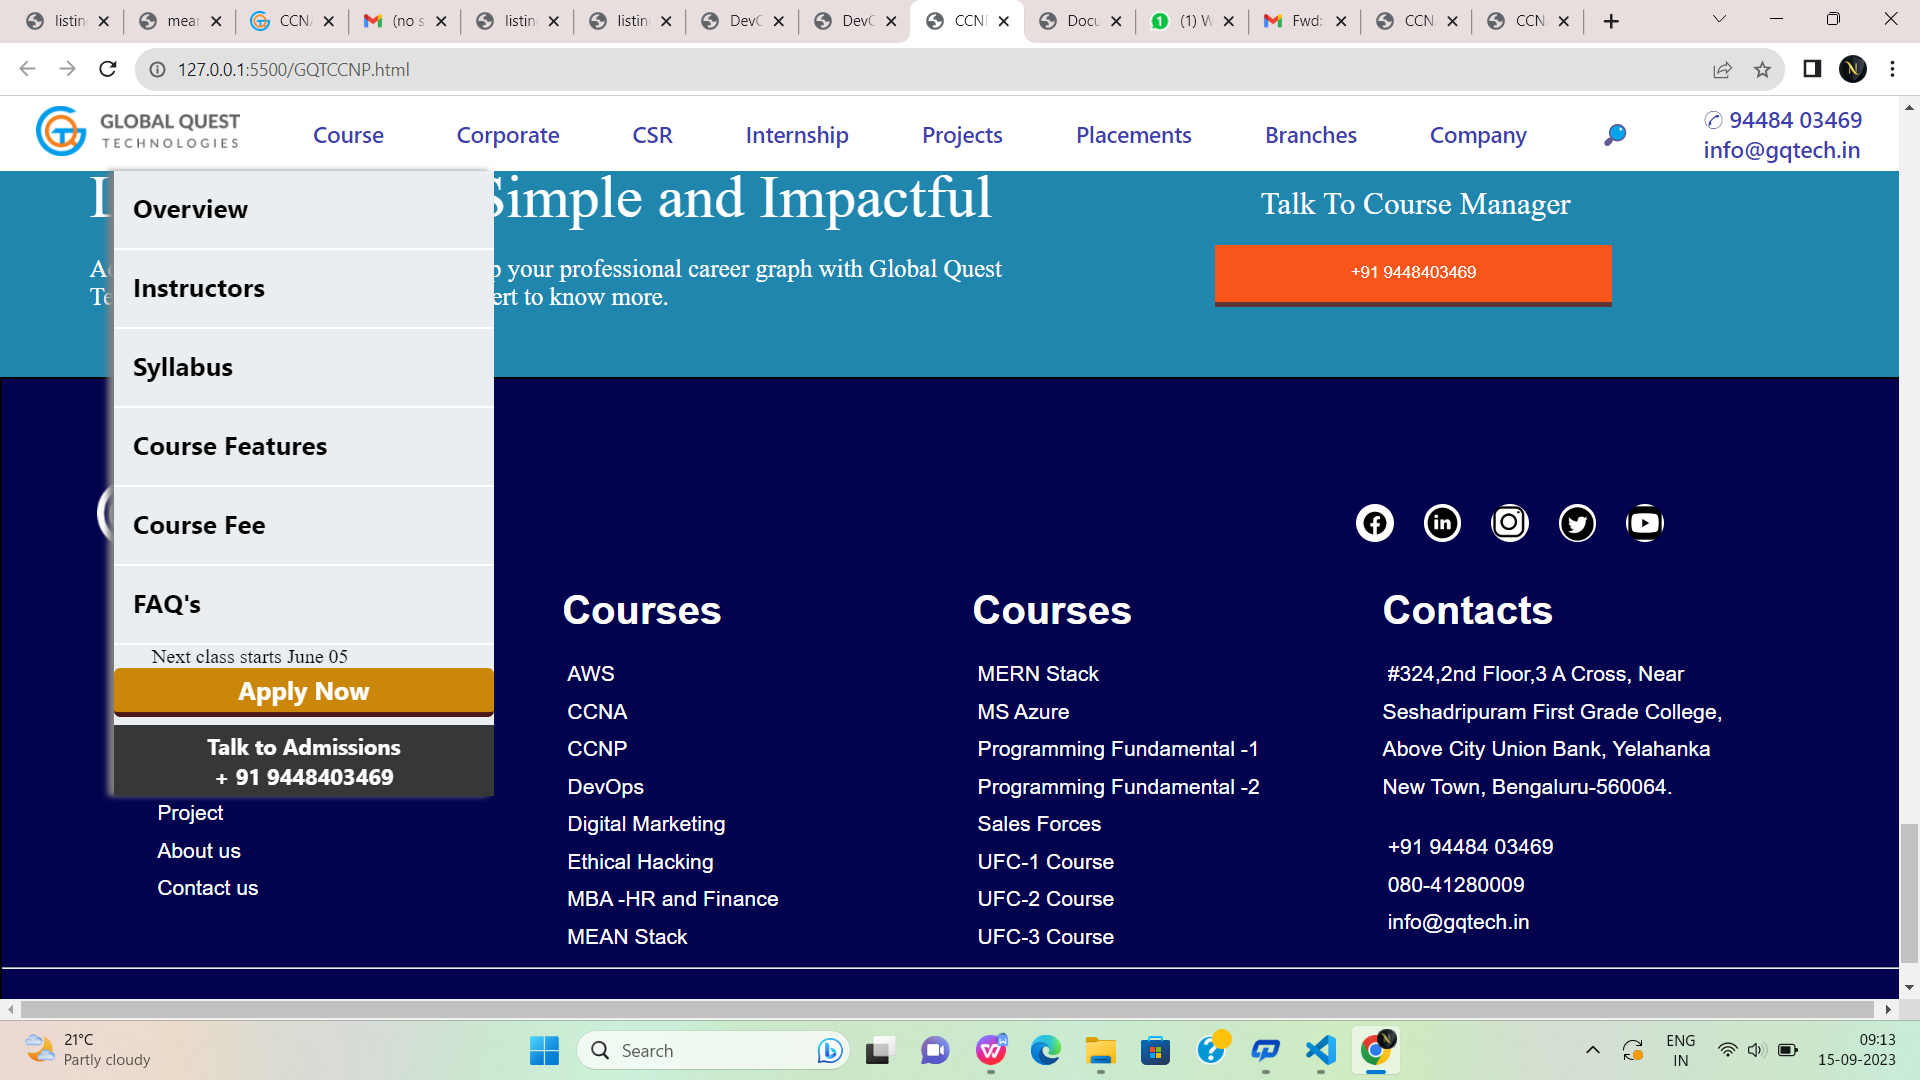 listin
mear
CCN
(no s
listin
listin
DevC
DevC
CCNI
Docu
(1) W
Fwd:
CCN
CCN
127.0.0.1:5500/GQTCCNP.html
GLOBAL QUEST
TECHNOLOGIES
Course
Corporate
CSR
Internship
Projects
Placements
Branches
Company
✆ 94484 03469
info@gqtech.in
Simple and Impactful
p your professional career graph with Global Quest
ert to know more.
Talk To Course Manager
+91 9448403469
Overview
Instructors
Syllabus
Course Features
Course Fee
FAQ's
Next class starts June 05
Apply Now
Talk to Admissions
+ 91 9448403469
Project
About us
Contact us
Courses
AWS
CCNA
CCNP
DevOps
Digital Marketing
Ethical Hacking
MBA -HR and Finance
MEAN Stack
Courses
MERN Stack
MS Azure
Programming Fundamental -1
Programming Fundamental -2
Sales Forces
UFC-1 Course
UFC-2 Course
UFC-3 Course
Contacts
#324,2nd Floor,3 A Cross, Near
Seshadripuram First Grade College,
Above City Union Bank, Yelahanka
New Town, Bengaluru-560064.
+91 94484 03469
080-41280009
info@gqtech.in
21°C
Partly cloudy
Search
ENG
IN
09:13
15-09-2023